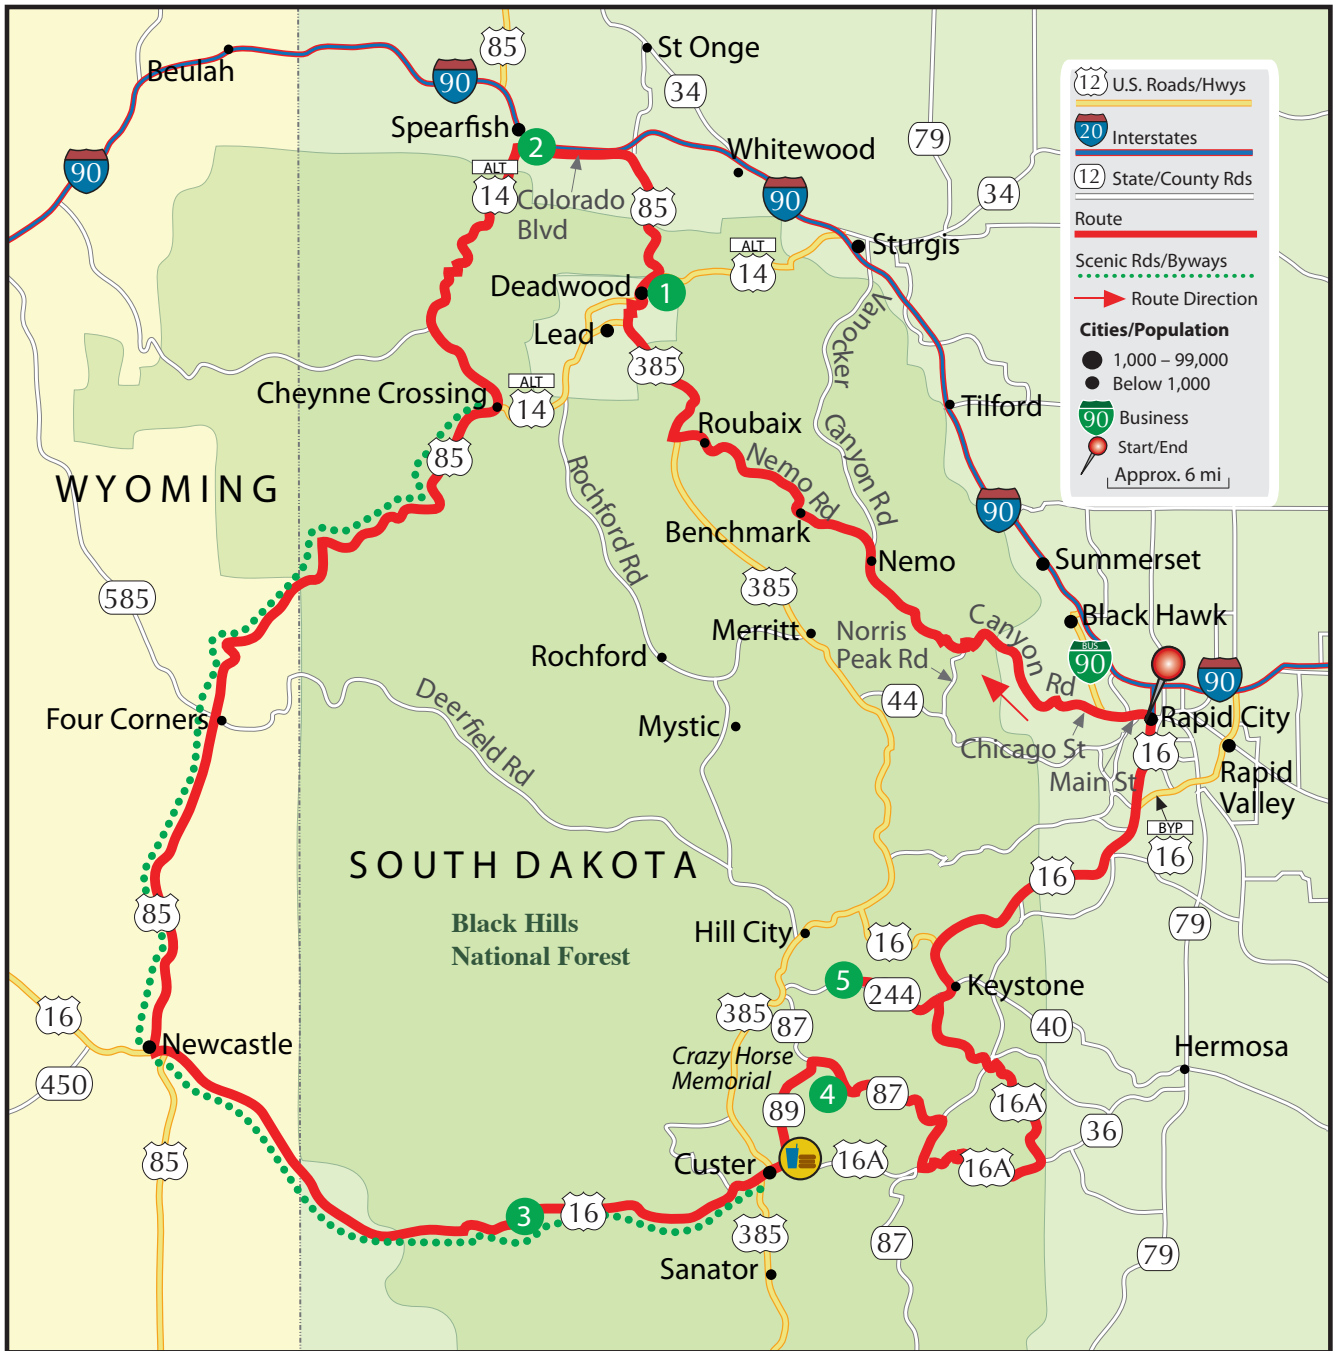 Beulah
85
St Onge
90
34
Spearfish
2
79
Whitewood
90
ALT
14
Colorado
Blvd
85
90
34
Sturgis
ALT
14
Deadwood
1
Lead
Vanocker
Canyon Rd
385
Cheynne Crossing
ALT
14
Tilford
Roubaix
85
Nemo Rd
WYOMING
Rochford Rd
90
Benchmark
Nemo
Summerset
385
585
Black Hawk
Merritt
Norris
Peak Rd
Canyon Rd
BUS
90
Rochford
90
Deerfield Rd
44
Four Corners
Mystic
Rapid City
Chicago St
16
Main St
Rapid
Valley
BYP
16
SOUTH DAKOTA
16
85
Black Hills
National Forest
Hill City
79
16
5
244
Keystone
16
385
87
40
Newcastle
Crazy Horse
Memorial
Hermosa
450
4
87
16A
89
36
85
Custer
16A
16A
3
16
385
87
79
Sanator
12
U.S. Roads/Hwys
20
Interstates
12
State/County Rds
Route
Scenic Rds/Byways
Route Direction
Cities/Population
1,000 – 99,000
Below 1,000
90
Business
Start/End
Approx. 6 mi